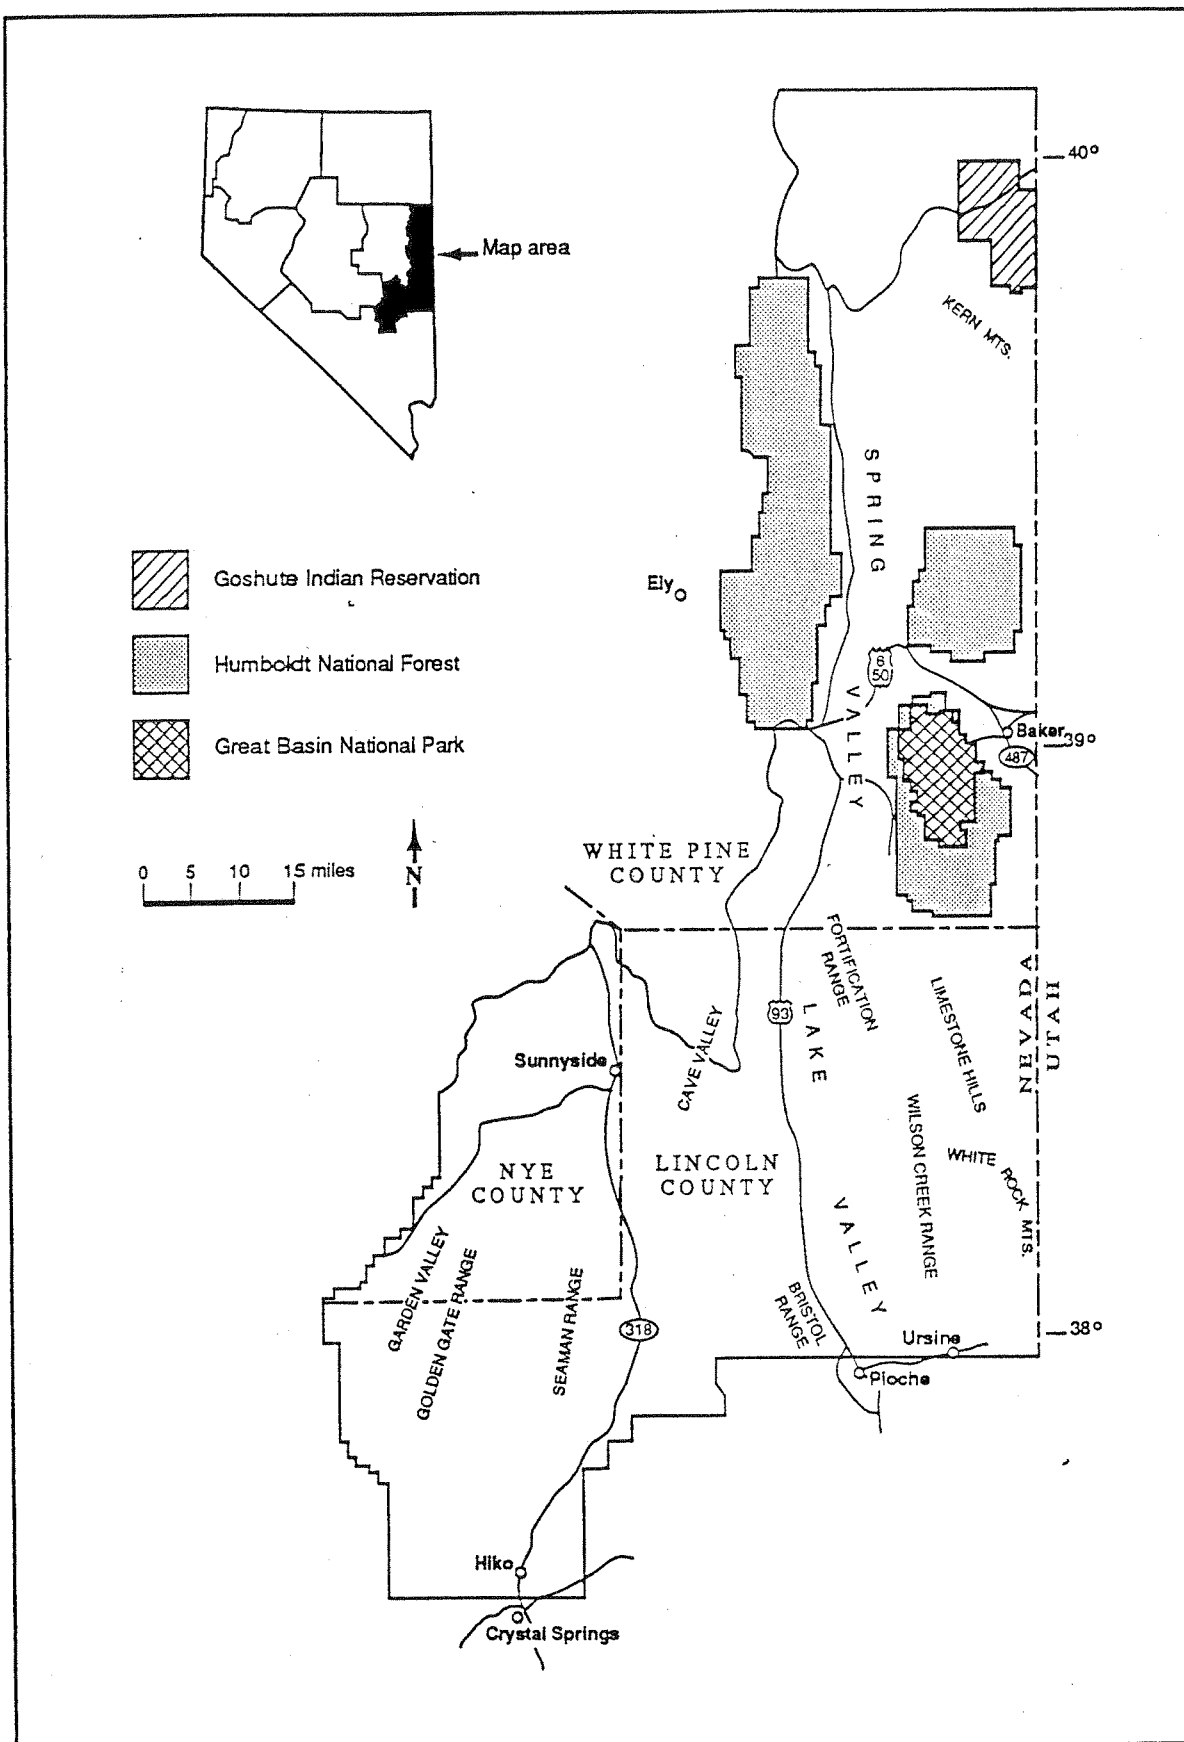 40°
Map area
KERN MTS.
SPRING
Goshute Indian Reservation
Ely
Humboldt National Forest
6
50
VALLEY
Great Basin National Park
Baker
39°
487
0 5 10 15 miles
N
WHITE PINE
COUNTY
FORTIFICATION
RANGE
NEVADA
UTAH
LIMESTONE HILLS
93
LAKE
Sunnyside
CAVE VALLEY
WILSON CREEK RANGE
WHITE ROCK MTS.
NYE
COUNTY
LINCOLN
COUNTY
VALLEY
GARDEN VALLEY
GOLDEN GATE RANGE
SEAMAN RANGE
BRISTOL
RANGE
318
Ursine
38°
Pioche
Hiko
Crystal Springs